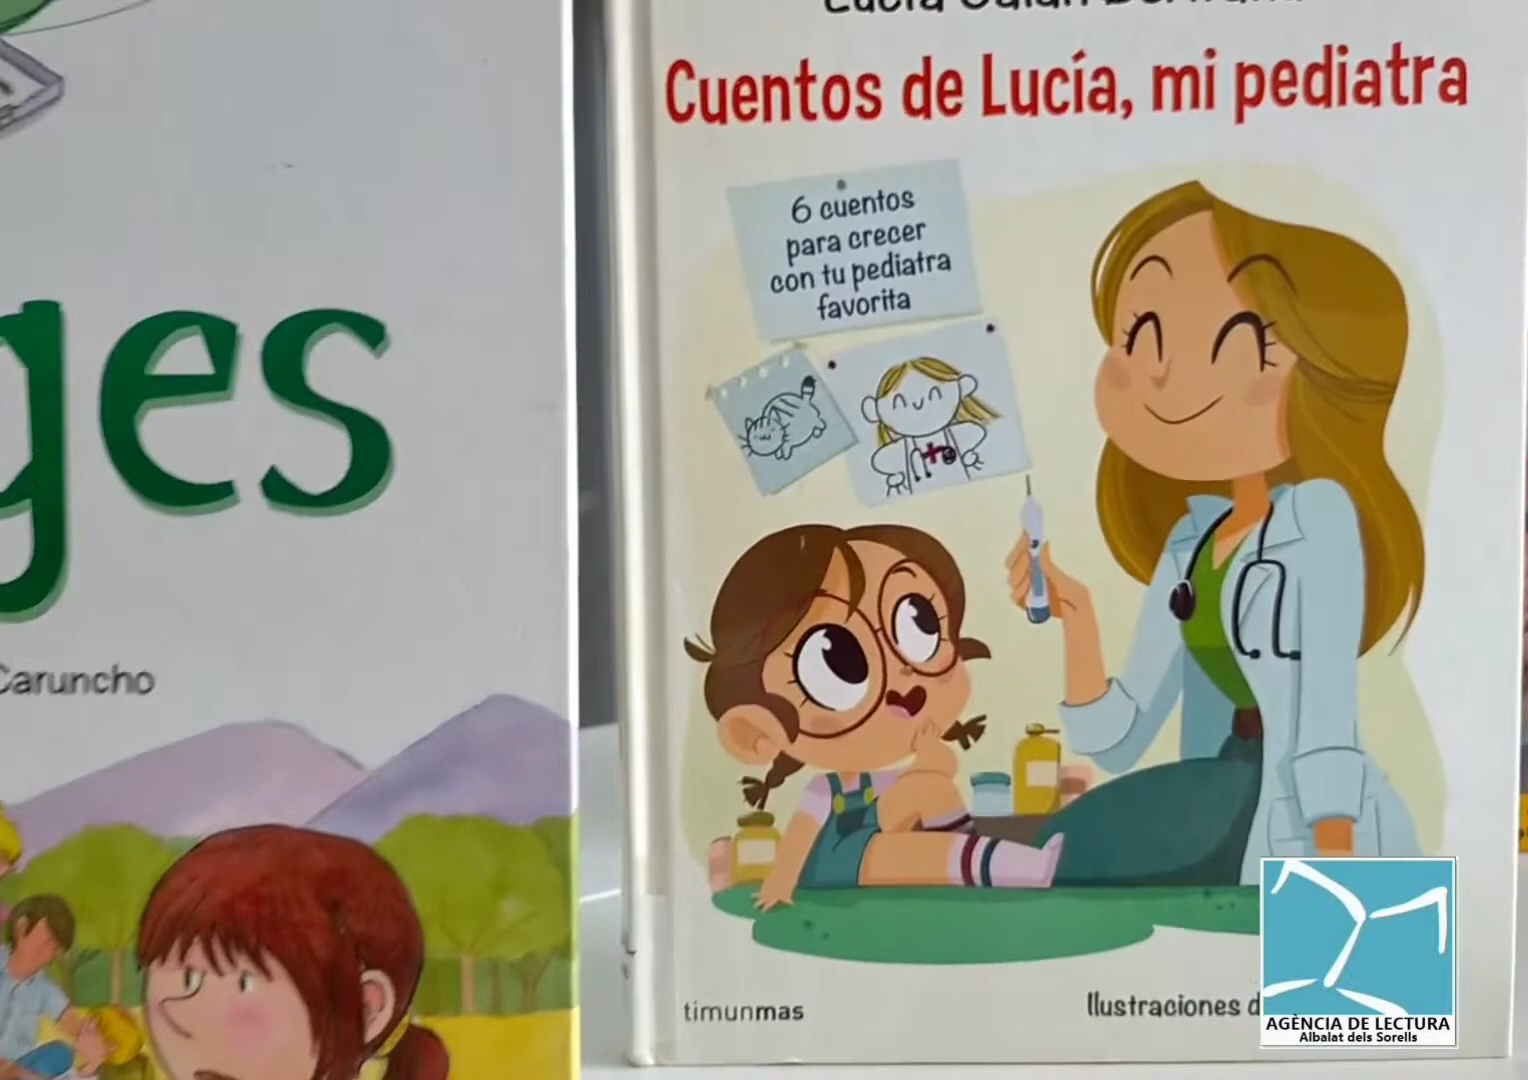 Cuentos de Lucía, mi pediatra
6 cuentos
para crecer
con tu pediatra
favorita
ges
Caruncho
timunmas
Ilustraciones d
AGÈNCIA DE LECTURA
Albalat dels Sorells